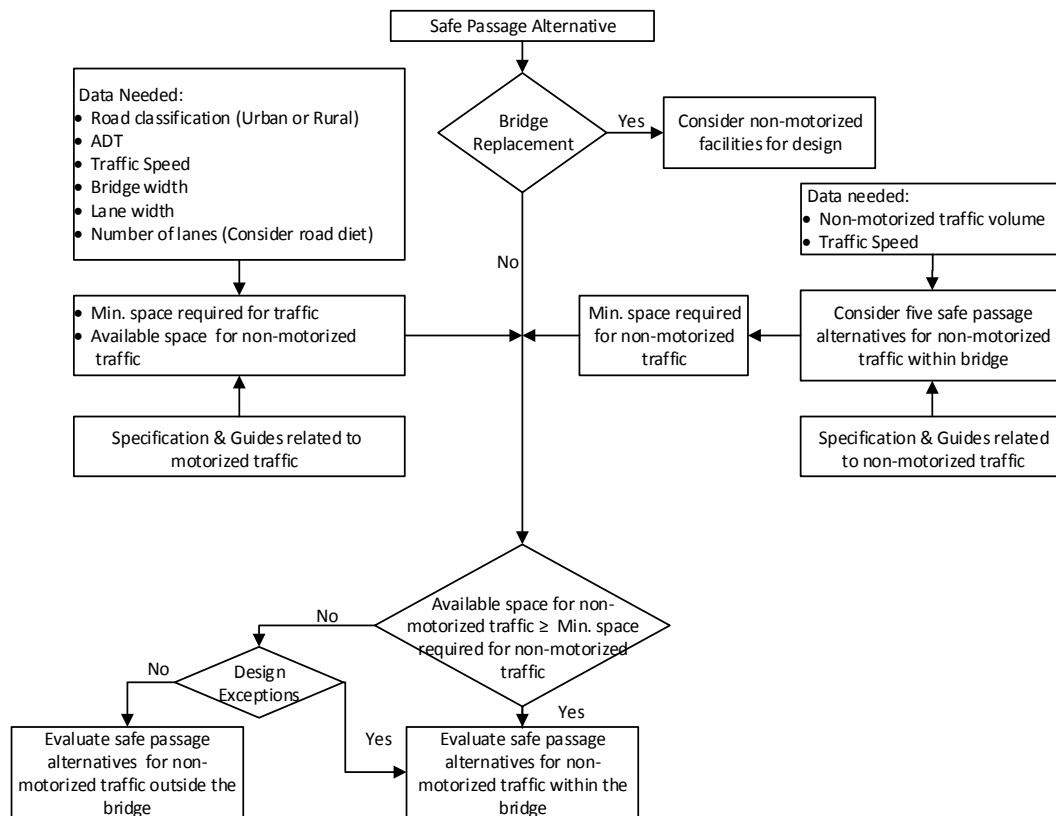 Safe Passage Alternative
Data Needed:
• Road classification (Urban or Rural)
• ADT
• Traffic Speed
• Bridge width
• Lane width
• Number of lanes (Consider road diet)
Bridge
Replacement
Yes
Consider non-motorized
facilities for design
Data needed:
• Non-motorized traffic volume
• Traffic Speed
No
• Min. space required for traffic
• Available space for non-motorized
traffic
Min. space required
for non-motorized
traffic
Consider five safe passage
alternatives for non-motorized
traffic within bridge
Specification & Guides related to
motorized traffic
Specification & Guides related
to non-motorized traffic
Available space for non-
motorized traffic ≥ Min. space
required for non-motorized
traffic
No
Design
Exceptions
No
Yes
Yes
Evaluate safe passage
alternatives for non-
motorized traffic outside the
bridge
Evaluate safe passage
alternatives for non-
motorized traffic within the
bridge